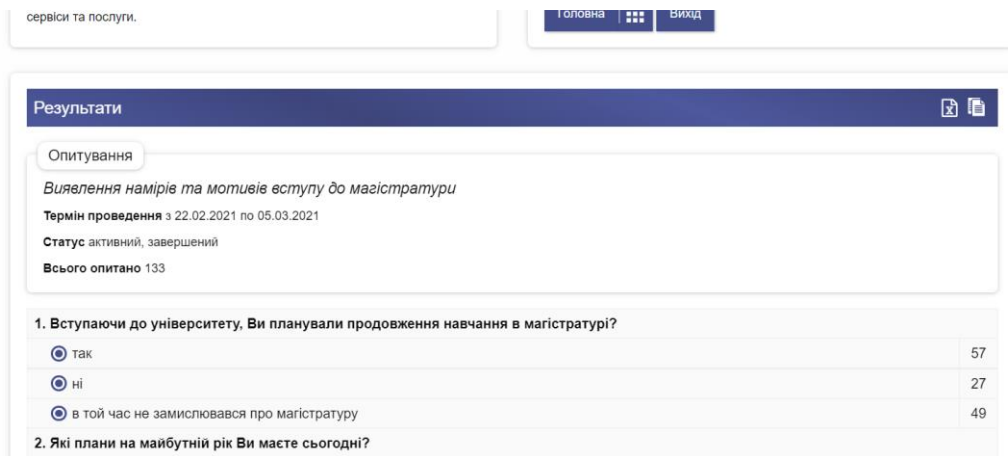 сервіси та послуги.
Головна Вихід
Результати
Опитування
Виявлення намірів та мотивів вступу до магістратури
Термін проведення з 22.02.2021 по 05.03.2021
Статус активний, завершений
Всього опитано 133
1. Вступаючи до університету, Ви планували продовження навчання в магістратурі?
так 57
ні 27
в той час не замислювався про магістратуру 49
2. Які плани на майбутній рік Ви маєте сьогодні?